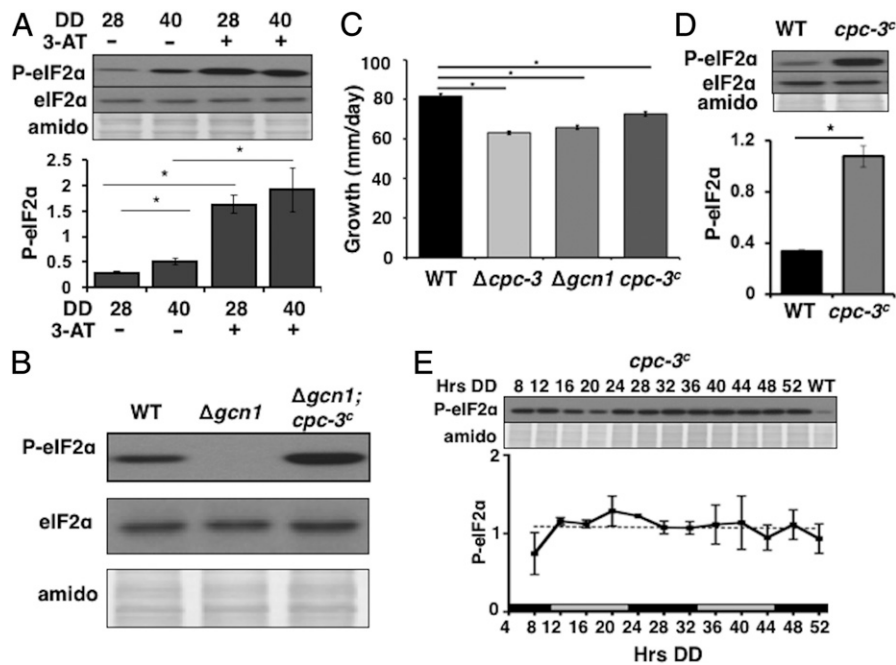 A
DD 28 40 28 40
3-AT – – + +
P-eIF2α
eIF2α
amido
2.5
2
1.5
1
0.5
0
P-eIF2α
DD 28 40 28 40
3-AT – – + +
* * *
B
WT Δgcn1 Δgcn1;
cpc-3ᶜ
P-eIF2α
eIF2α
amido
C
100
80
60
40
20
0
Growth (mm/day)
* * *
WT Δcpc-3 Δgcn1 cpc-3ᶜ
D
WT cpc-3ᶜ
P-eIF2α
eIF2α
amido
1.2
0.8
0.4
0
P-eIF2α
*
WT cpc-3ᶜ
E
cpc-3ᶜ
Hrs DD 8 12 16 20 24 28 32 36 40 44 48 52 WT
P-eIF2α
amido
2
1
0
P-eIF2α
4 8 12 16 20 24 28 32 36 40 44 48 52
Hrs DD